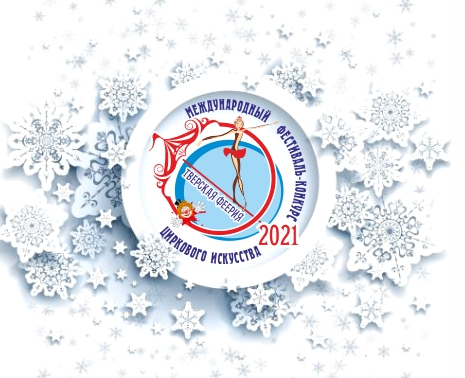 МЕЖДУНАРОДНЫЙ ФЕСТИВАЛЬ-КОНКУРС
ЦИРКОВОГО ИСКУССТВА
ТВЕРСКАЯ ФЕЕРИЯ
2021